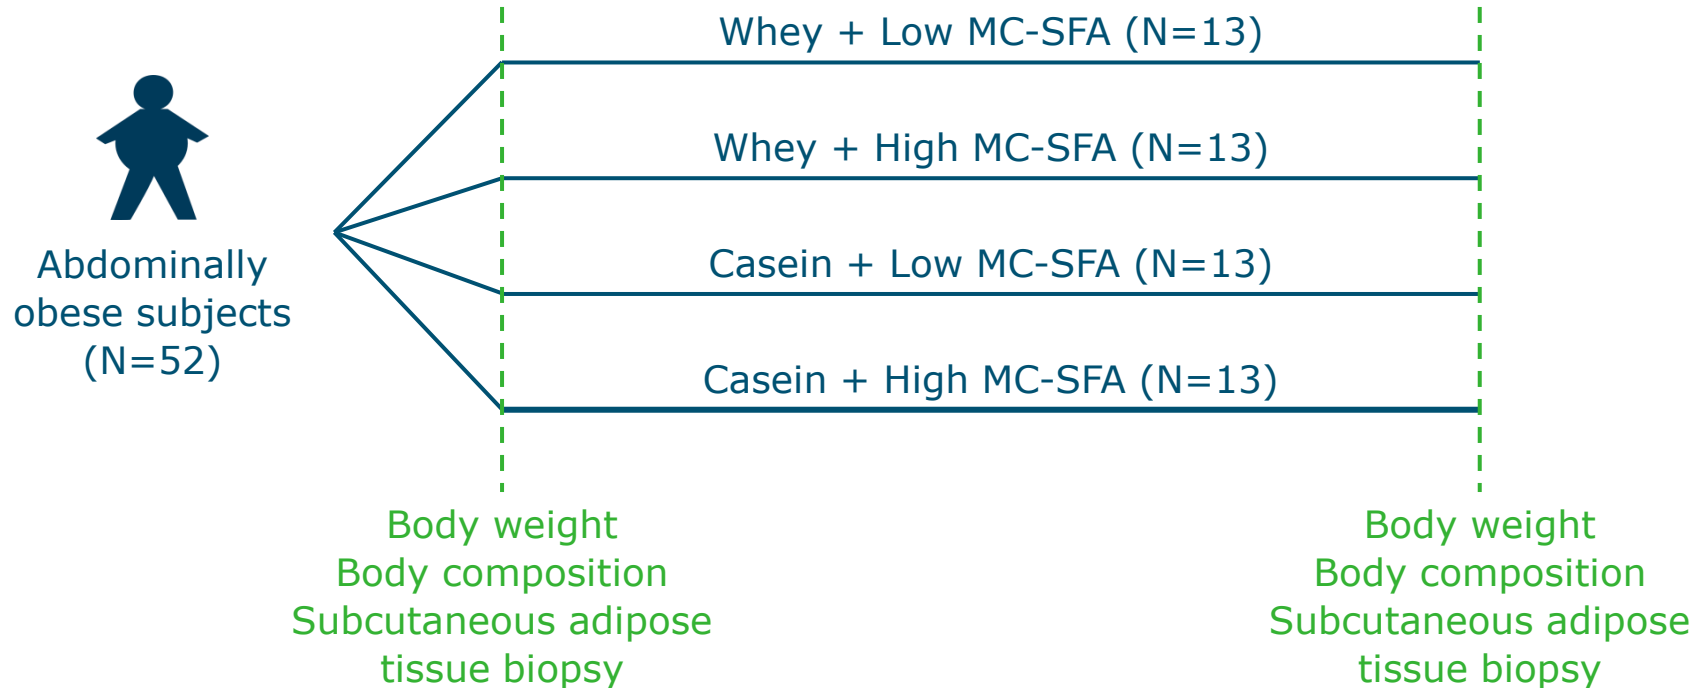 Whey + Low MC-SFA (N=13)
Whey + High MC-SFA (N=13)
Casein + Low MC-SFA (N=13)
Casein + High MC-SFA (N=13)
Abdominally
obese subjects
(N=52)
Body weight
Body composition
Subcutaneous adipose
tissue biopsy
Body weight
Body composition
Subcutaneous adipose
tissue biopsy